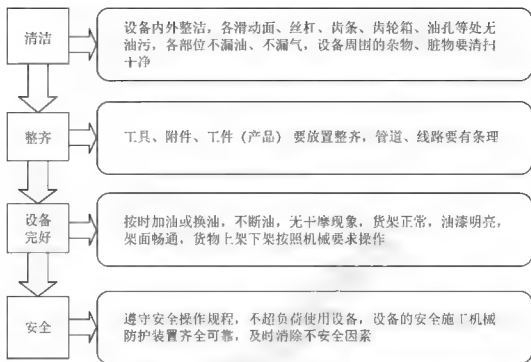 清洁
设备内外整洁，各滑动面、丝杠、齿条、齿轮箱、油孔等处无
油污，各部位不漏油、不漏气，设备周围的杂物、脏物要清扫
干净
整齐
工具、附件、工件（产品）要放置整齐，管道、线路要有条理
设备
完好
按时加油或换油，不断油，无干摩现象，货架正常，油漆明亮，
架面畅通，货物上架下架按照机械要求操作
安全
遵守安全操作规程，不超负荷使用设备，设备的安全施工机械
防护装置齐全可靠，及时消除不安全因素